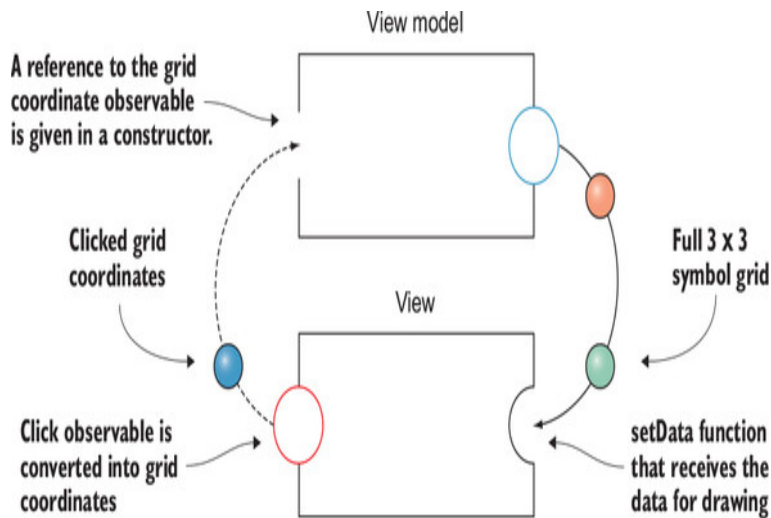 View model
A reference to the grid
coordinate observable
is given in a constructor.
Clicked grid
coordinates
Full 3 x 3
symbol grid
View
Click observable is
converted into grid
coordinates
setData function
that receives the
data for drawing